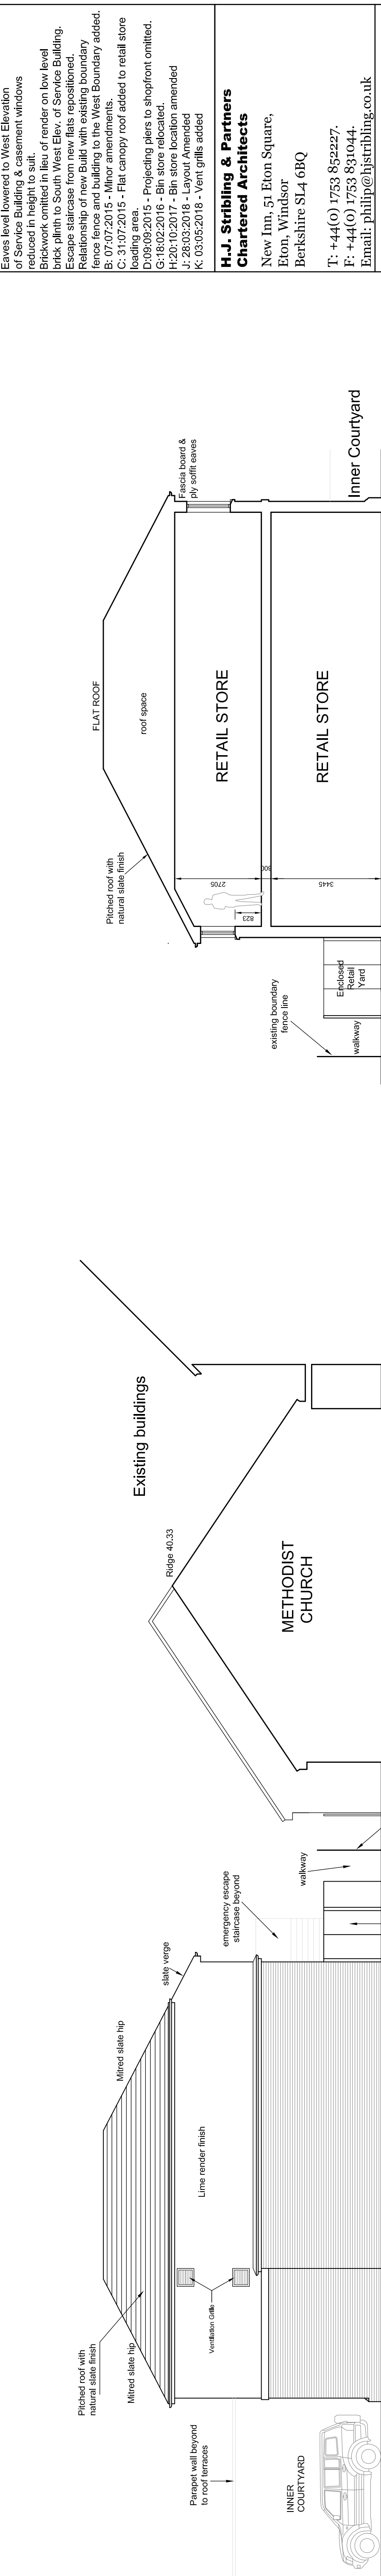 Eaves level lowered to West Elevation
of Service Building & casement windows
reduced in height to suit.
Brickwork omitted in lieu of render on low level
brick plinth to South West Elev. of Service Building.
Escape staircase from new flats repositioned.
Relationship of new Build with existing boundary
fence fence and building to the West Boundary added.
B: 07:07:2015 - Minor amendments.
C: 31:07:2015 - Flat canopy roof added to retail store
loading area.
D:09:09:2015 - Projecting piers to shopfront omitted.
G:18:02:2016 - Bin store relocated.
H:20:10:2017 - Bin store location amended
J: 28:03:2018 - Layout Amended
K: 03:05:2018 - Vent grills added
H.J. Stribling & Partners
Chartered Architects
New Inn, 51 Eton Square,
Eton, Windsor
Berkshire SL4 6BQ
T: +44(0) 1753 852227.
F: +44(0) 1753 831044.
Email: philip@hjstribling.co.uk
Pitched roof with
natural slate finish
Mitred slate hip
Mitred slate hip
slate verge
Lime render finish
Ventilation Grille
Parapet wall beyond
to roof terraces
INNER
COURTYARD
emergency escape
staircase beyond
walkway
Existing buildings
Ridge 40.33
METHODIST
CHURCH
Pitched roof with
natural slate finish
FLAT ROOF
roof space
Fascia board &
ply soffit eaves
RETAIL STORE
2705
823
300
RETAIL STORE
3445
existing boundary
fence line
walkway
Enclosed
Retail
Yard
Inner Courtyard